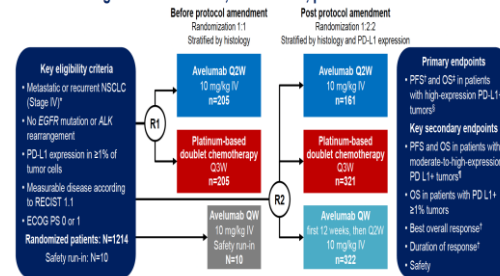 Before protocol amendment
Randomization 1:1
Stratified by histology
Post protocol amendment
Randomization 1:2:2
Stratified by histology and PD-L1 expression
Key eligibility criteria
• Metastatic or recurrent NSCLC
(Stage IV)*
• No EGFR mutation or ALK
rearrangement
• PD-L1 expression in ≥1% of
tumor cells
• Measurable disease according
to RECIST 1.1
• ECOG PS 0 or 1
Randomized patients: N=1214
Safety run-in: N=10
R1
Avelumab Q2W
10 mg/kg IV
n=205
Platinum-based
doublet chemotherapy
Q3W
n=205
Avelumab QW
10 mg/kg IV
Safety run-in
N=10
R2
Avelumab Q2W
10 mg/kg IV
n=161
Platinum-based
doublet chemotherapy
Q3W
n=321
Avelumab QW
first 12 weeks, then Q2W
10 mg/kg IV
n=322
Primary endpoints
• PFS† and OS‡ in patients
with high-expression PD-L1+
tumors§
Key secondary endpoints
• PFS and OS in patients with
moderate-to-high-expression
PD L1+ tumors¶
• OS in patients with PD L1+
≥1% tumors
• Best overall response†
• Duration of response†
• Safety